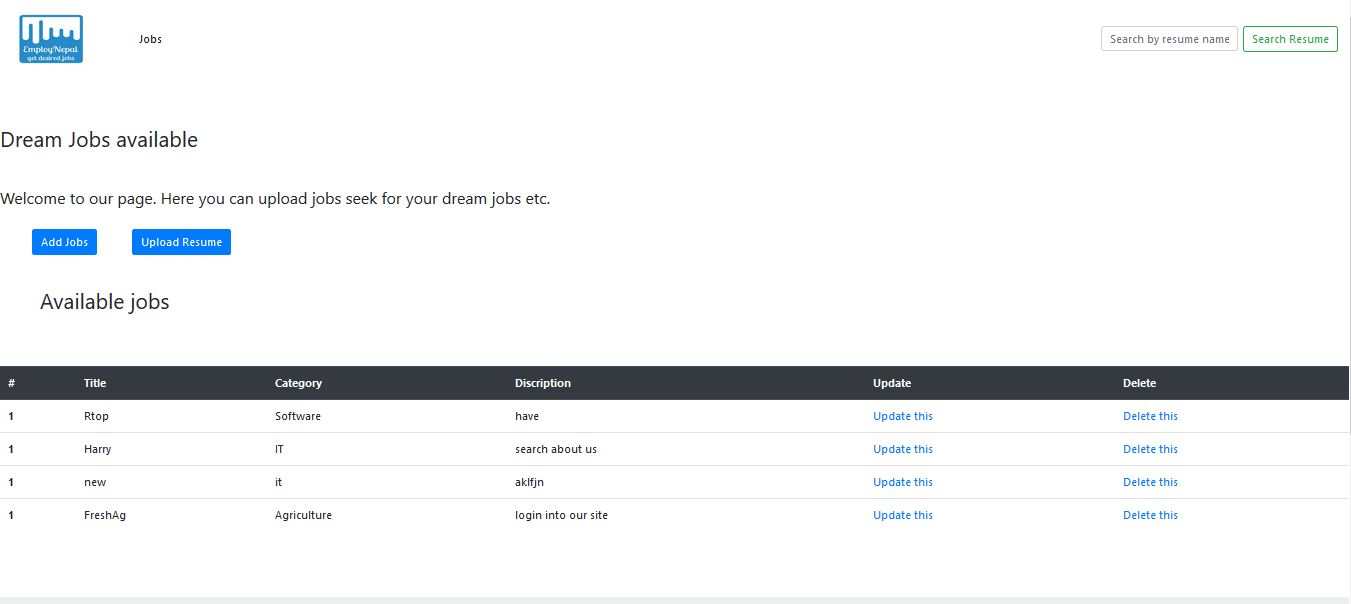 EmployNepal
get desired jobs
Jobs
Search by resume name
Search Resume
Dream Jobs available
Welcome to our page. Here you can upload jobs seek for your dream jobs etc.
Add Jobs Upload Resume
Available jobs
# Title Category Discription Update Delete
1 Rtop Software have Update this Delete this
1 Harry IT search about us Update this Delete this
1 new it aklfjn Update this Delete this
1 FreshAg Agriculture login into our site Update this Delete this